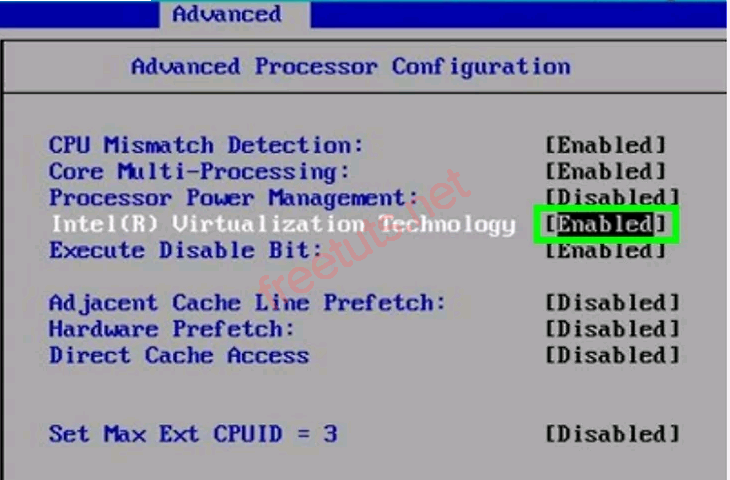 Advanced
Advanced Processor Configuration
CPU Mismatch Detection: [Enabled]
Core Multi-Processing: [Enabled]
Processor Power Management: [Disabled]
Intel(R) Virtualization Technology [Enabled]
Execute Disable Bit: [Enabled]
Adjacent Cache Line Prefetch: [Disabled]
Hardware Prefetch: [Disabled]
Direct Cache Access [Disabled]
Set Max Ext CPUID = 3 [Disabled]
freetuts.net